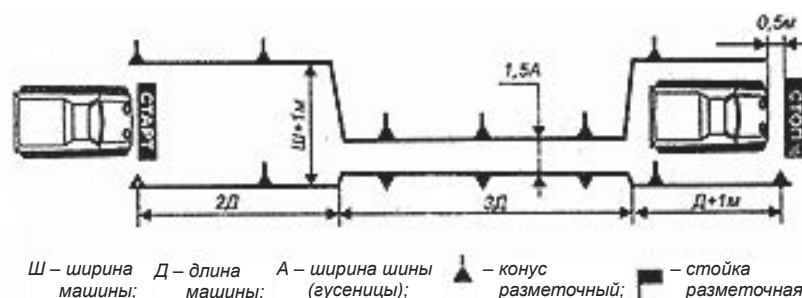 0,5м
1,5А
СТАРТ
Ш+1м
СТОП
2Д
3Д
Д+1м
Ш – ширина машины;
Д – длина машины;
А – ширина шины (гусеницы);
– конус разметочный;
– стойка разметочная